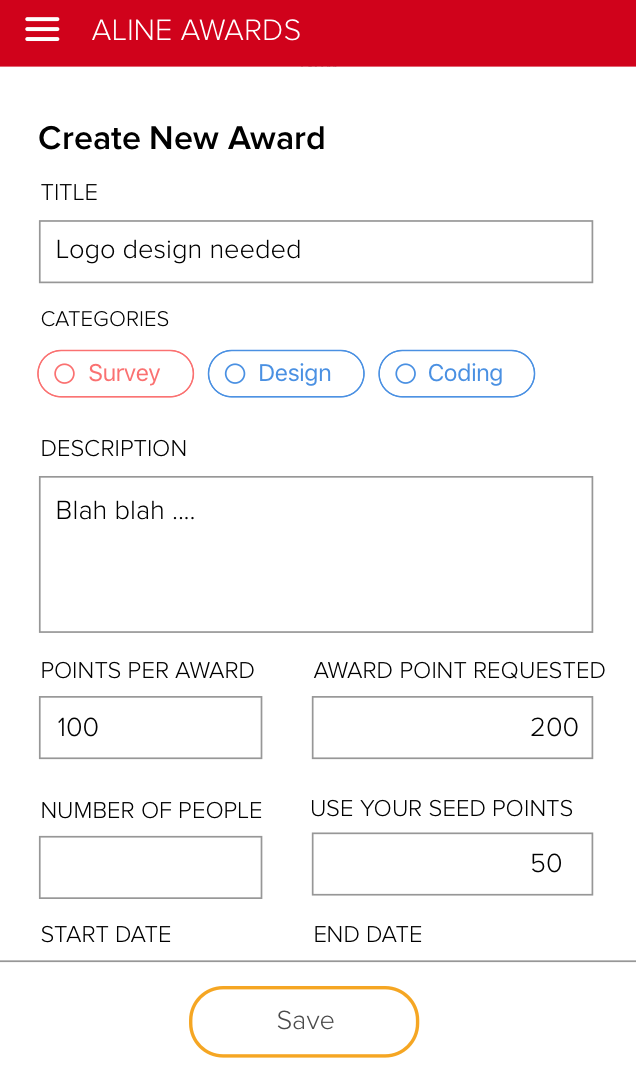 ALINE AWARDS
Create New Award
TITLE
Logo design needed
CATEGORIES
Survey Design Coding
DESCRIPTION
Blah blah ....
POINTS PER AWARD AWARD POINT REQUESTED
100 200
NUMBER OF PEOPLE USE YOUR SEED POINTS
50
START DATE END DATE
Save